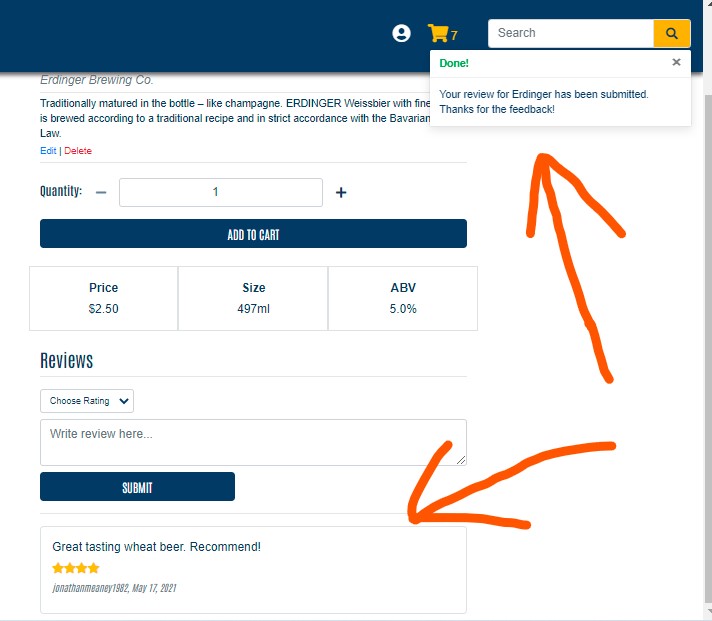 7
Search
Done! ×
Your review for Erdinger has been submitted.
Thanks for the feedback!
Erdinger Brewing Co.
Traditionally matured in the bottle – like champagne. ERDINGER Weissbier with fine
is brewed according to a traditional recipe and in strict accordance with the Bavarian
Law.
Edit | Delete
Quantity: − 1 +
ADD TO CART
Price Size ABV
$2.50 497ml 5.0%
Reviews
Choose Rating
Write review here...
SUBMIT
Great tasting wheat beer. Recommend!
jonathanmeaney1982, May 17, 2021